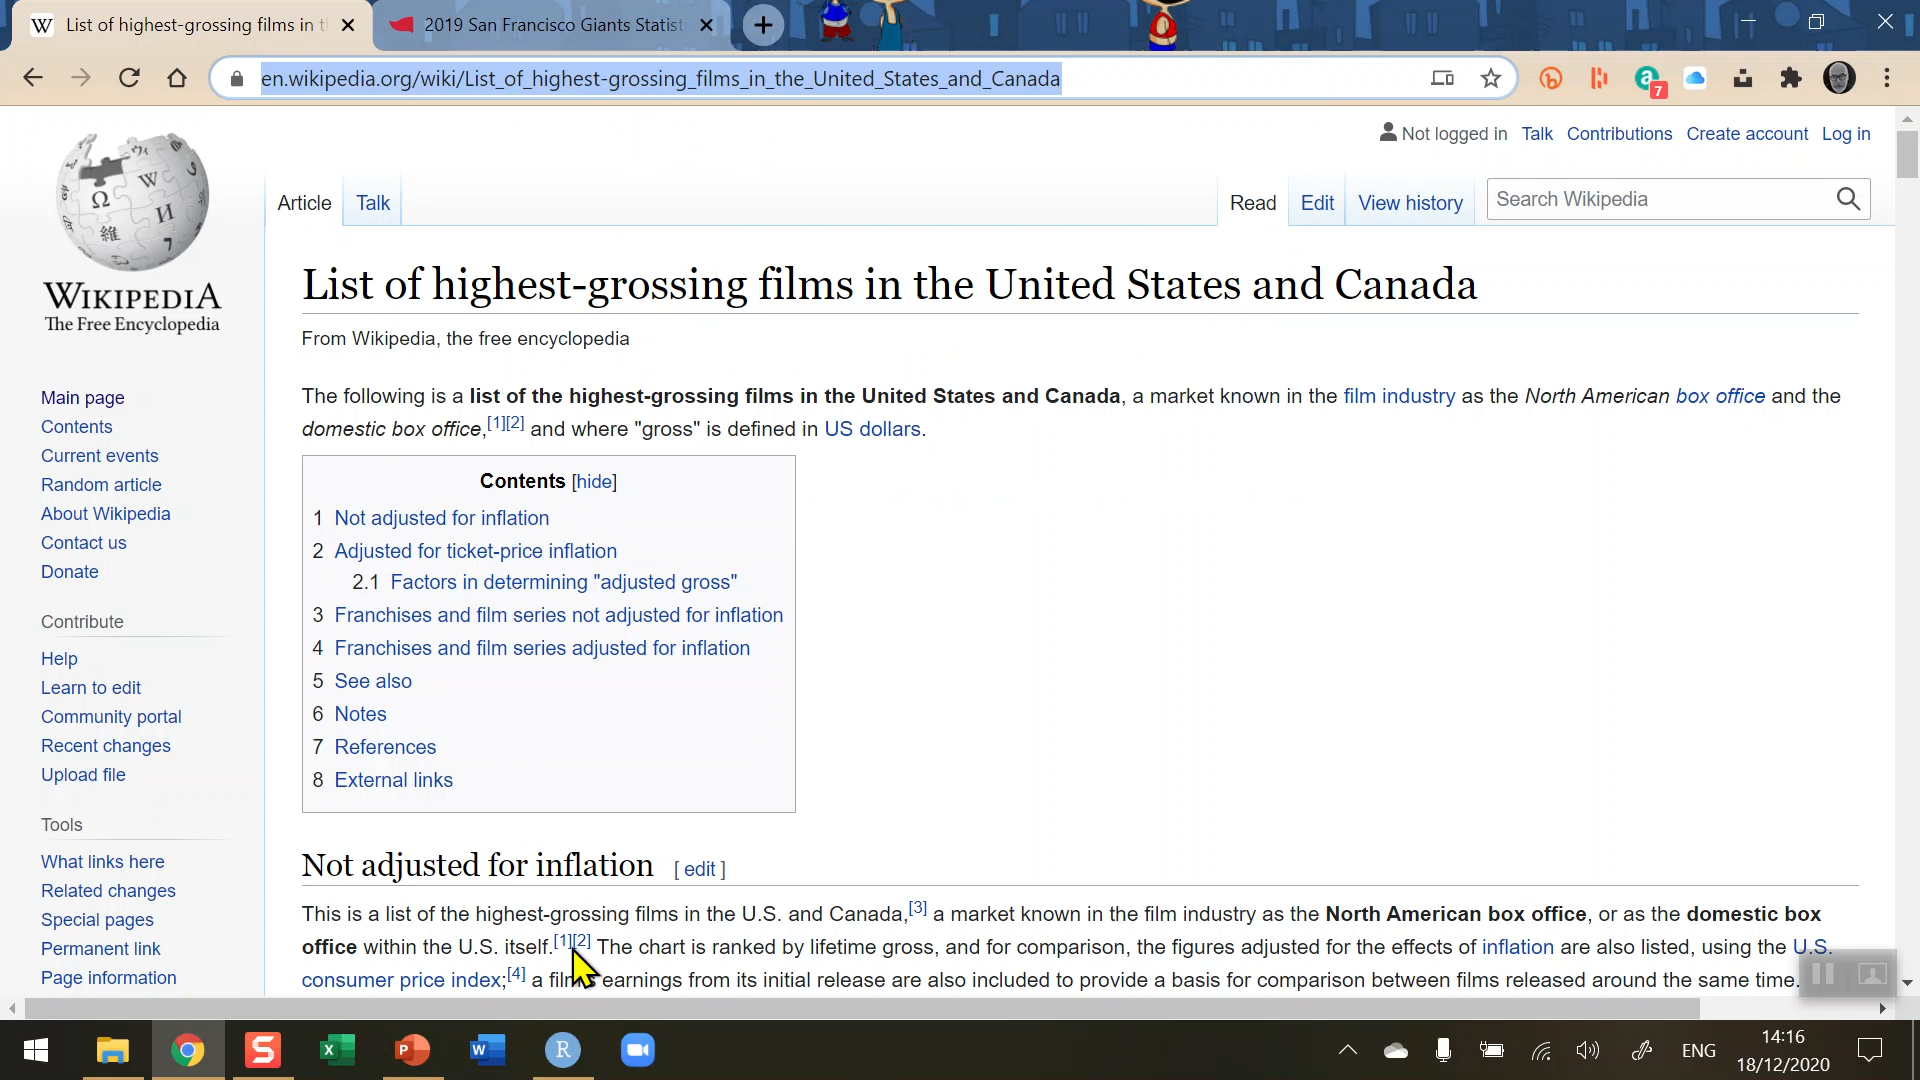 List of highest-grossing films in t
2019 San Francisco Giants Statist
en.wikipedia.org/wiki/List_of_highest-grossing_films_in_the_United_States_and_Canada
7
Not logged in Talk Contributions Create account Log in
Article Talk Read Edit View history Search Wikipedia
WIKIPEDIA
The Free Encyclopedia
Main page
Contents
Current events
Random article
About Wikipedia
Contact us
Donate
Contribute
Help
Learn to edit
Community portal
Recent changes
Upload file
Tools
What links here
Related changes
Special pages
Permanent link
Page information
List of highest-grossing films in the United States and Canada
From Wikipedia, the free encyclopedia
The following is a list of the highest-grossing films in the United States and Canada, a market known in the film industry as the North American box office and the
domestic box office,[1][2] and where "gross" is defined in US dollars.
Contents [hide]
1 Not adjusted for inflation
2 Adjusted for ticket-price inflation
2.1 Factors in determining "adjusted gross"
3 Franchises and film series not adjusted for inflation
4 Franchises and film series adjusted for inflation
5 See also
6 Notes
7 References
8 External links
Not adjusted for inflation [ edit ]
This is a list of the highest-grossing films in the U.S. and Canada,[3] a market known in the film industry as the North American box office, or as the domestic box
office within the U.S. itself.[1][2] The chart is ranked by lifetime gross, and for comparison, the figures adjusted for the effects of inflation are also listed, using the U.S.
consumer price index;[4] a film's earnings from its initial release are also included to provide a basis for comparison between films released around the same time.
ENG
14:16
18/12/2020